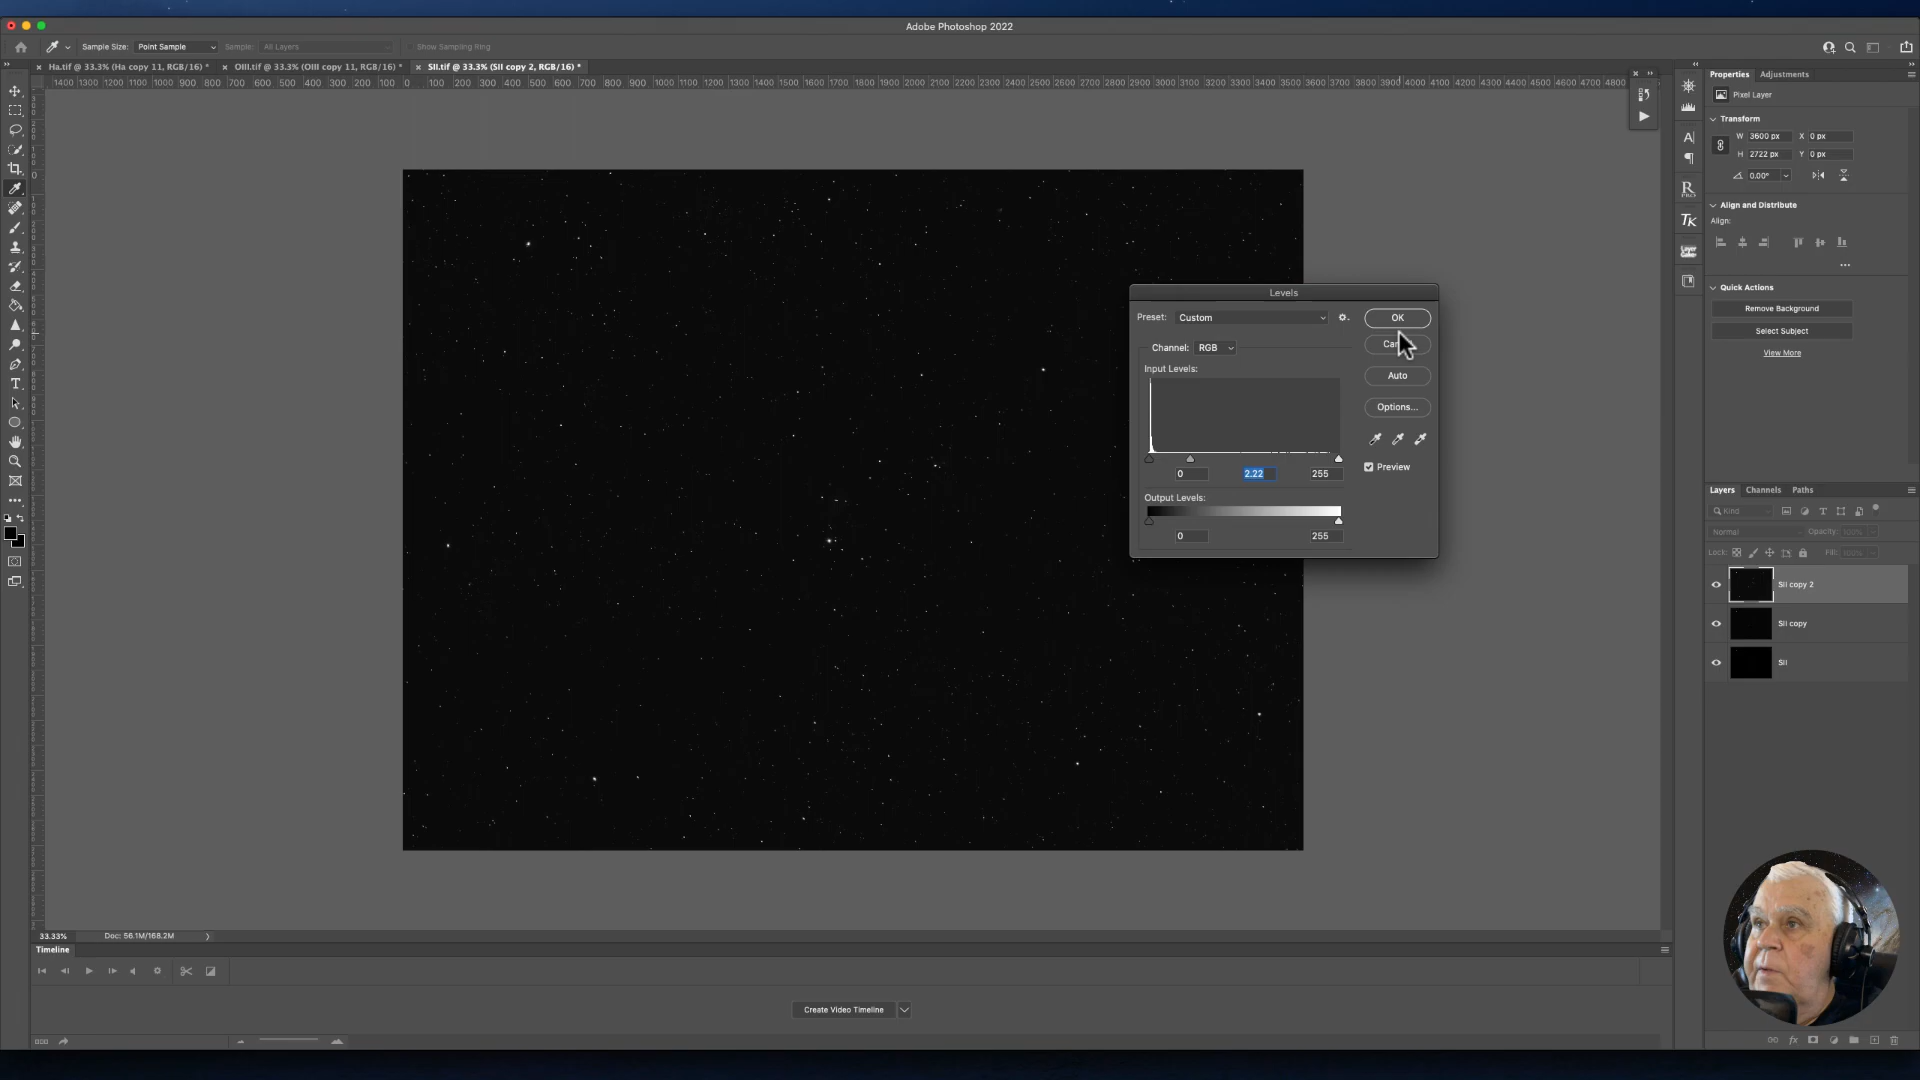 Adobe Photoshop 2022
Sample Size: Point Sample Sample: All Layers Show Sampling Ring
Ha.tif @ 33.3% (Ha copy 11, RGB/16) * OIII.tif @ 33.3% (OIII copy 11, RGB/16) * SII.tif @ 33.3% (SII copy 2, RGB/16) *
1400 1300 1200 1100 1000 900 800 700 600 500 400 300 200 100 0 100 200 300 400 500 600 700 800 900 1000 1100 1200 1300 1400 1500 1600 1700 1800 1900 2000 2100 2200 2300 2400 2500 2600 2700 2800 2900 3000 3100 3200 3300 3400 3500 3600 3700 3800 3900 4000 4100 4200 4300 4400 4500 4600 4700 4800
Properties Adjustments
Pixel Layer
Transform
W 3600 px X 0 px
H 2722 px Y 0 px
0.00°
Align and Distribute
Align:
Quick Actions
Remove Background
Select Subject
View More
Levels
Preset: Custom
OK
Channel: RGB
Input Levels:
Auto
Options...
0 2.22 255
Preview
Output Levels:
0 255
Layers Channels Paths
Kind
Normal Opacity: 100%
Lock: Fill: 100%
SII copy 2
SII copy
SII
33.33% Doc: 56.1M/168.2M
Timeline
Create Video Timeline